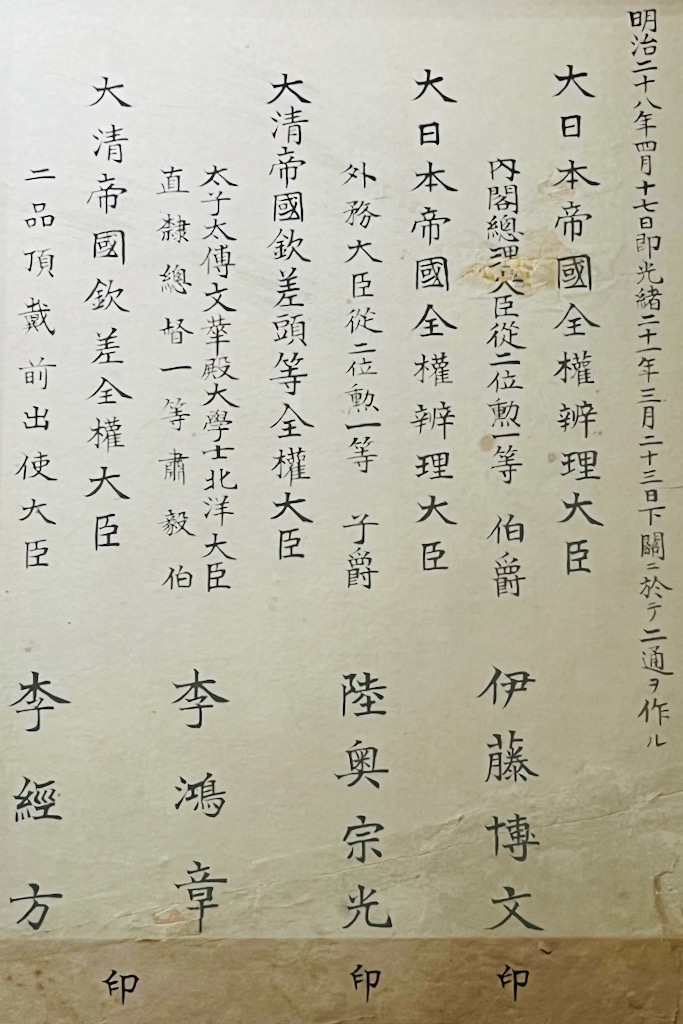 明治二十八年四月十七日即光緒二十一年三月二十三日下關ニ於テ二通ヲ作ル
大日本帝國全權辨理大臣
內閣總理大臣從二位勲一等 伯爵 伊藤博文 印
大日本帝國全權辨理大臣
外務大臣從二位勲一等 子爵 陸奥宗光 印
大清帝國欽差頭等全權大臣
太子太傅文華殿大學士北洋大臣
直隸總督一等肅毅伯 李鴻章
大清帝國欽差全權大臣 印
二品頂戴前出使大臣 李經方